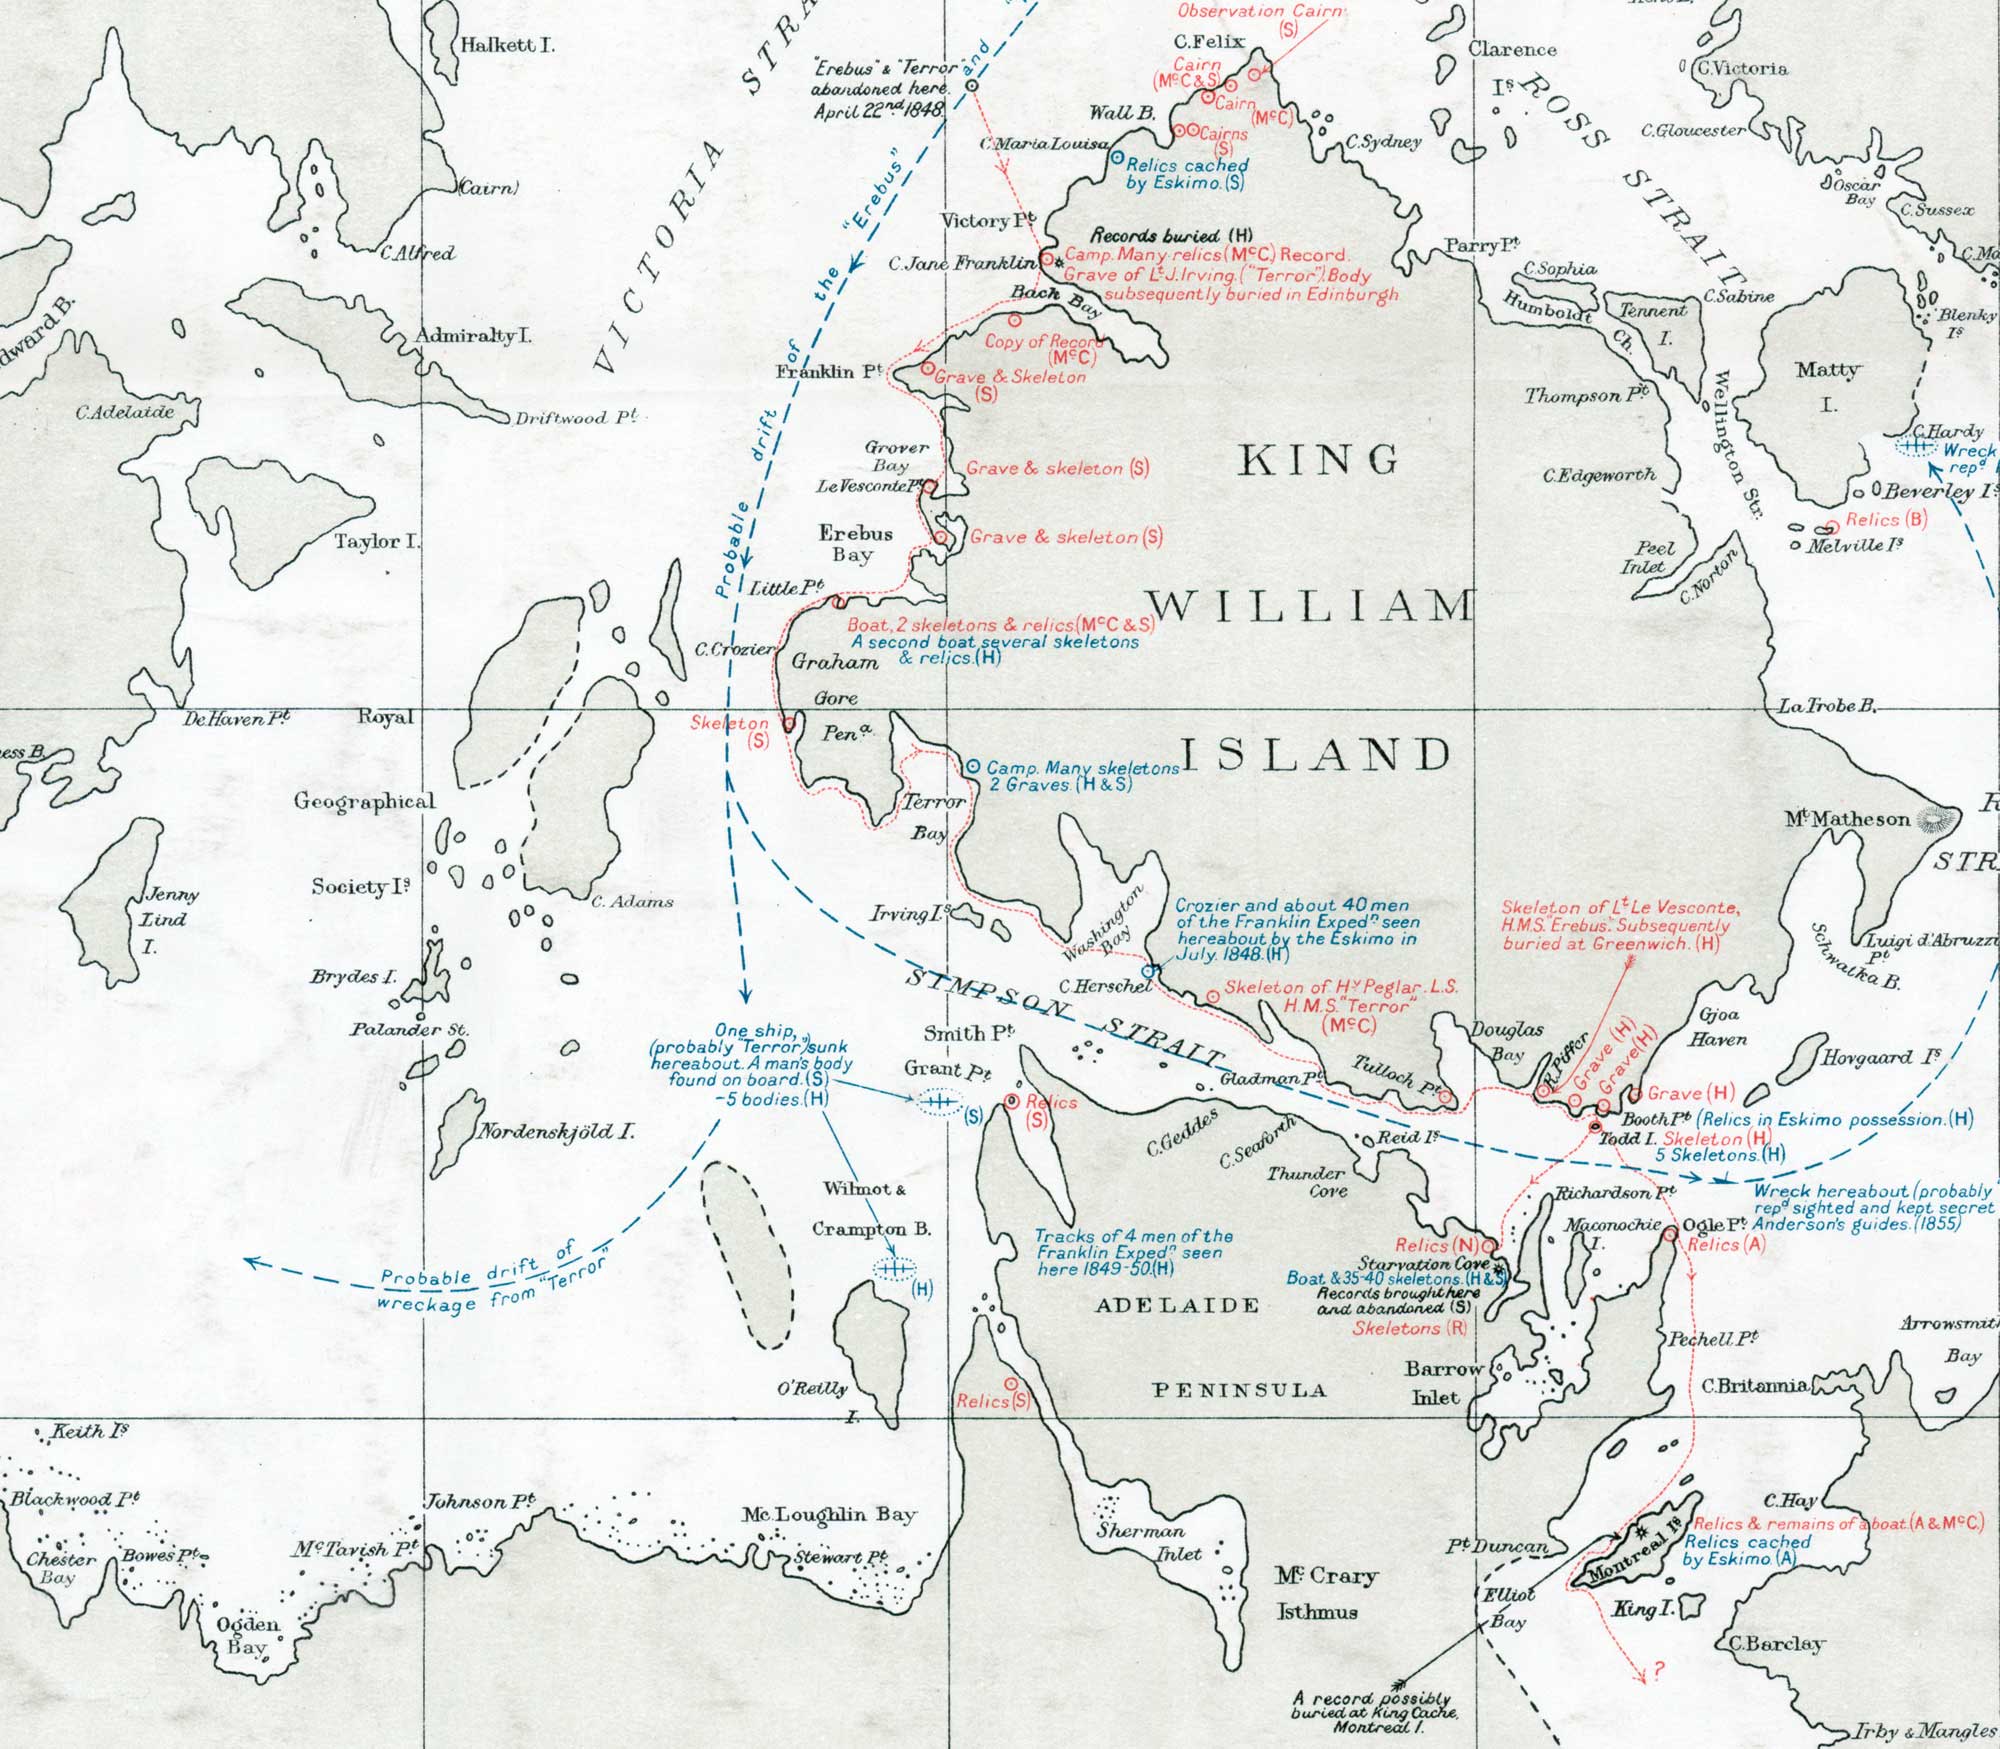 Halkett I.
VICTORIA STRA
"Erebus" & "Terror"
abandoned here.
April 22nd 1848
and
Observation Cairn
(S)
C. Felix
Cairn
(McC & S)
Cairn
(McC)
Cairns
(S)
Wall B.
C. Maria Louisa
Relics cached
by Eskimo. (S)
C. Sydney
Clarence
Is
ROSS STRAIT
C. Victoria
C. Gloucester
Oscar
Bay
C. Sussex
(Cairn)
C. Alfred
Victory Pt
Records buried (H)
C. Jane Franklin
Camp. Many relics (McC) Record.
Grave of Lt J. Irving. ("Terror") Body
subsequently buried in Edinburgh
Back Bay
Parry Pt
C. Sophia
Humboldt
Ch.
Tennent
I.
C. Sabine
Blenky
Is
dward B.
Admiralty I.
Copy of Record
(McC)
Franklin Pt
Grave & Skeleton
(S)
Matty
I.
Thompson Pt
Wellington Str.
C. Adelaide
Driftwood Pt
Probable drift of the "Erebus"
Grover
Bay
Grave & skeleton (S)
Le Vesconte Pt
KING
C. Edgeworth
C. Hardy
Wreck
repd
Beverley Is
Relics (B)
Melville Is
Taylor I.
Erebus
Bay
Grave & skeleton (S)
Peel
Inlet
C. Norton
Little Pt
WILLIAM
Boat, 2 skeletons & relics (McC & S)
A second boat several skeletons
& relics. (H)
C. Crozier
Graham
Gore
Pena
De Haven Pt
Royal
Skeleton
(S)
La Trobe B.
ess B.
ISLAND
Camp. Many skeletons
2 Graves. (H & S)
Geographical
Terror
Bay
Mt Matheson
STR
Society Is
Jenny
Lind
I.
C. Adams
Irving Is
Washington
Bay
Crozier and about 40 men
of the Franklin Expedn seen
hereabout by the Eskimo in
July. 1848. (H)
Skeleton of Lt Le Vesconte,
H.M.S. "Erebus". Subsequently
buried at Greenwich. (H)
Luigi d'Abruzzi
Pt
Schwatka B.
Brydes I.
SIMPSON STRAIT
C. Herschel
Skeleton of Hy Peglar. L.S.
H.M.S. "Terror"
(McC)
Palander St.
One ship,
(probably "Terror,") sunk
hereabout. A man's body
found on board. (S)
-5 bodies. (H)
Smith Pt
Grant Pt
(S)
Relics
(S)
Gladman Pt
Tulloch Pt
Douglas
Bay
R. Piffer
Grave (H)
Grave (H)
Grave (H)
Gjoa
Haven
Hovgaard Is
Nordenskjöld I.
C. Geddes
C. Seaforth
Reid Is
Booth Pt (Relics in Eskimo possession. (H)
Todd I. Skeleton (H)
5 Skeletons. (H)
Thunder
Cove
Wilmot &
Crampton B.
Richardson Pt
Wreck hereabout (probably
repd sighted and kept secret
Anderson's guides. (1855)
Maconochie
I.
Ogle Pt
Relics (A)
Tracks of 4 men of the
Franklin Expedn seen
here 1849-50. (H)
Relics (N)
Starvation Cove
Boat & 35-40 skeletons. (H & S)
Records brought here
and abandoned (S)
Skeletons (R)
Probable drift of
wreckage from "Terror"
(H)
ADELAIDE
PENINSULA
O'Reilly
I.
Relics (S)
Barrow
Inlet
Pechell Pt
Arrowsmith
Bay
C. Britannia
Keith Is
Blackwood Pt
Chester
Bay
Bowes Pt
McTavish Pt
Johnson Pt
Ogden
Bay
Mc. Loughlin Bay
Stewart Pt
Sherman
Inlet
Mc Crary
Isthmus
C. Hay
Relics & remains of a boat. (A & McC)
Pt Duncan
Montreal Is
Relics cached
by Eskimo (A)
Elliot
Bay
King I.
C. Barclay
?
A record possibly
buried at King Cache,
Montreal I.
Irby & Mangles